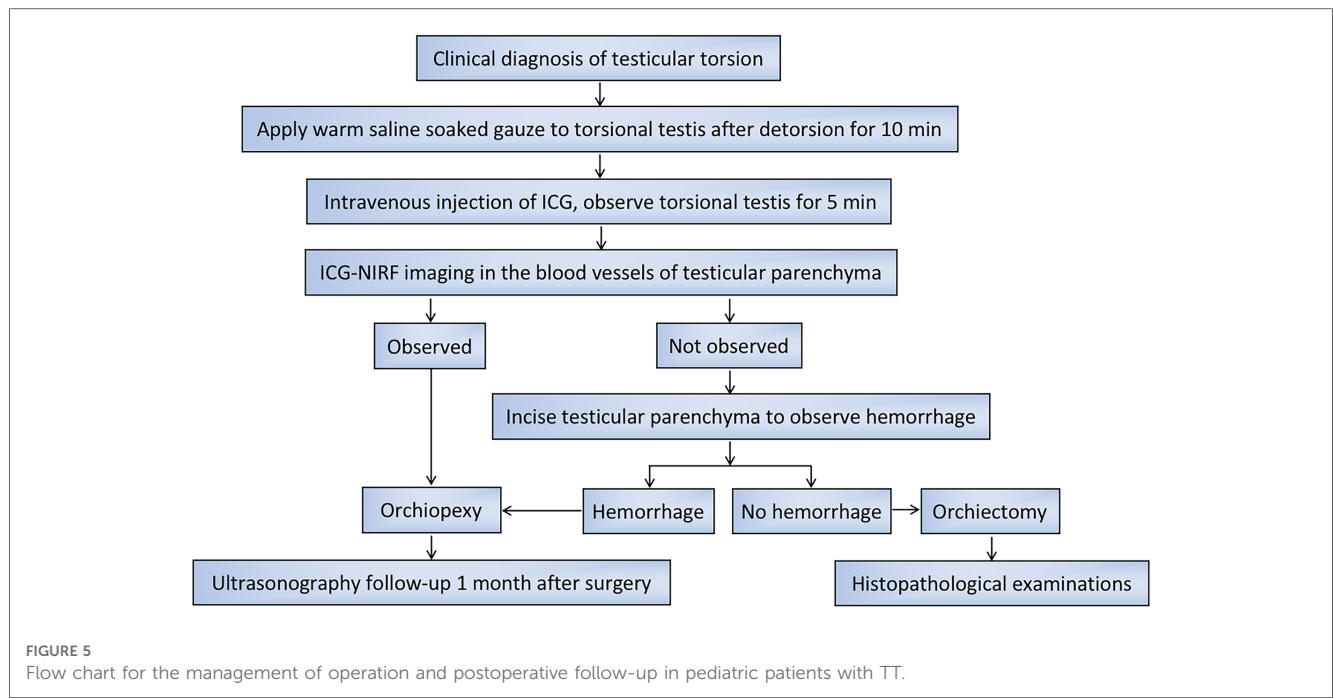 Clinical diagnosis of testicular torsion
Apply warm saline soaked gauze to torsional testis after detorsion for 10 min
Intravenous injection of ICG, observe torsional testis for 5 min
ICG-NIRF imaging in the blood vessels of testicular parenchyma
Observed
Not observed
Incise testicular parenchyma to observe hemorrhage
Orchiopexy
Hemorrhage
No hemorrhage
Orchiectomy
Ultrasonography follow-up 1 month after surgery
Histopathological examinations
FIGURE 5
Flow chart for the management of operation and postoperative follow-up in pediatric patients with TT.